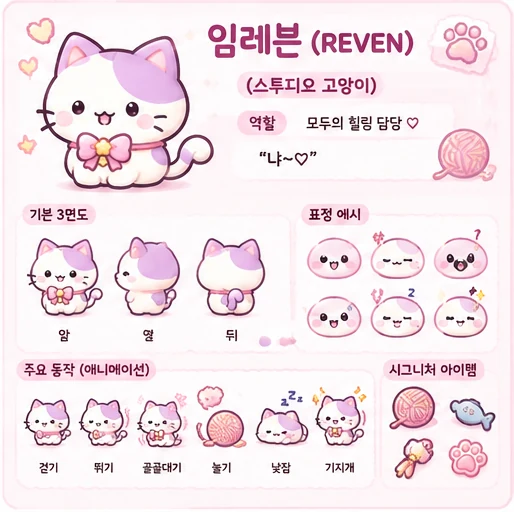 임레븐 (REVEN)
(스투디오 고앙이)
역할 모두의 힐링 담당 ♡
“냐~♡”
기본 3면도
표정 에시
?
z
앞 옆 뒤
주요 동작 (애니메이션)
시그니처 아이템
zzz
걷기 뛰기 골골대기 놀기 낮잠 기지개